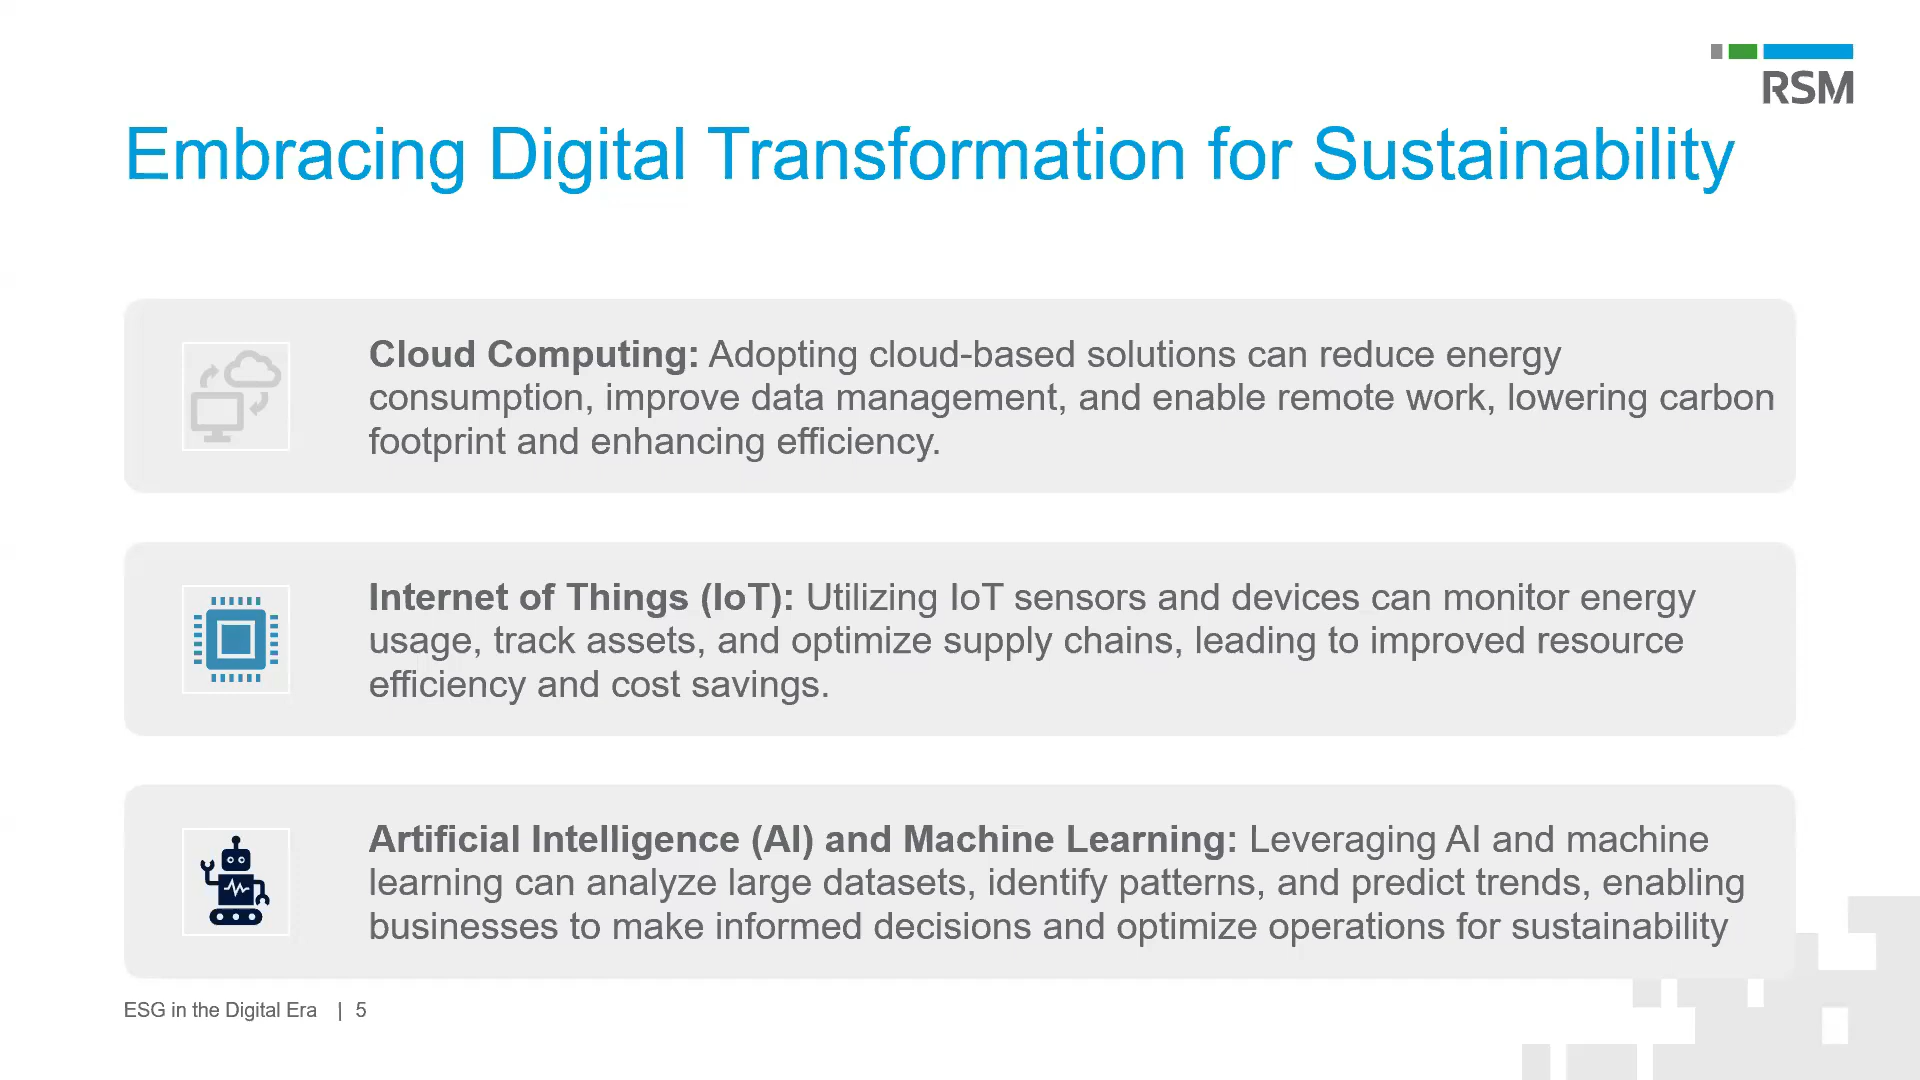 RSM
Embracing Digital Transformation for Sustainability
Cloud Computing: Adopting cloud-based solutions can reduce energy
consumption, improve data management, and enable remote work, lowering carbon
footprint and enhancing efficiency.
Internet of Things (IoT): Utilizing IoT sensors and devices can monitor energy
usage, track assets, and optimize supply chains, leading to improved resource
efficiency and cost savings.
Artificial Intelligence (AI) and Machine Learning: Leveraging AI and machine
learning can analyze large datasets, identify patterns, and predict trends, enabling
businesses to make informed decisions and optimize operations for sustainability
ESG in the Digital Era | 5